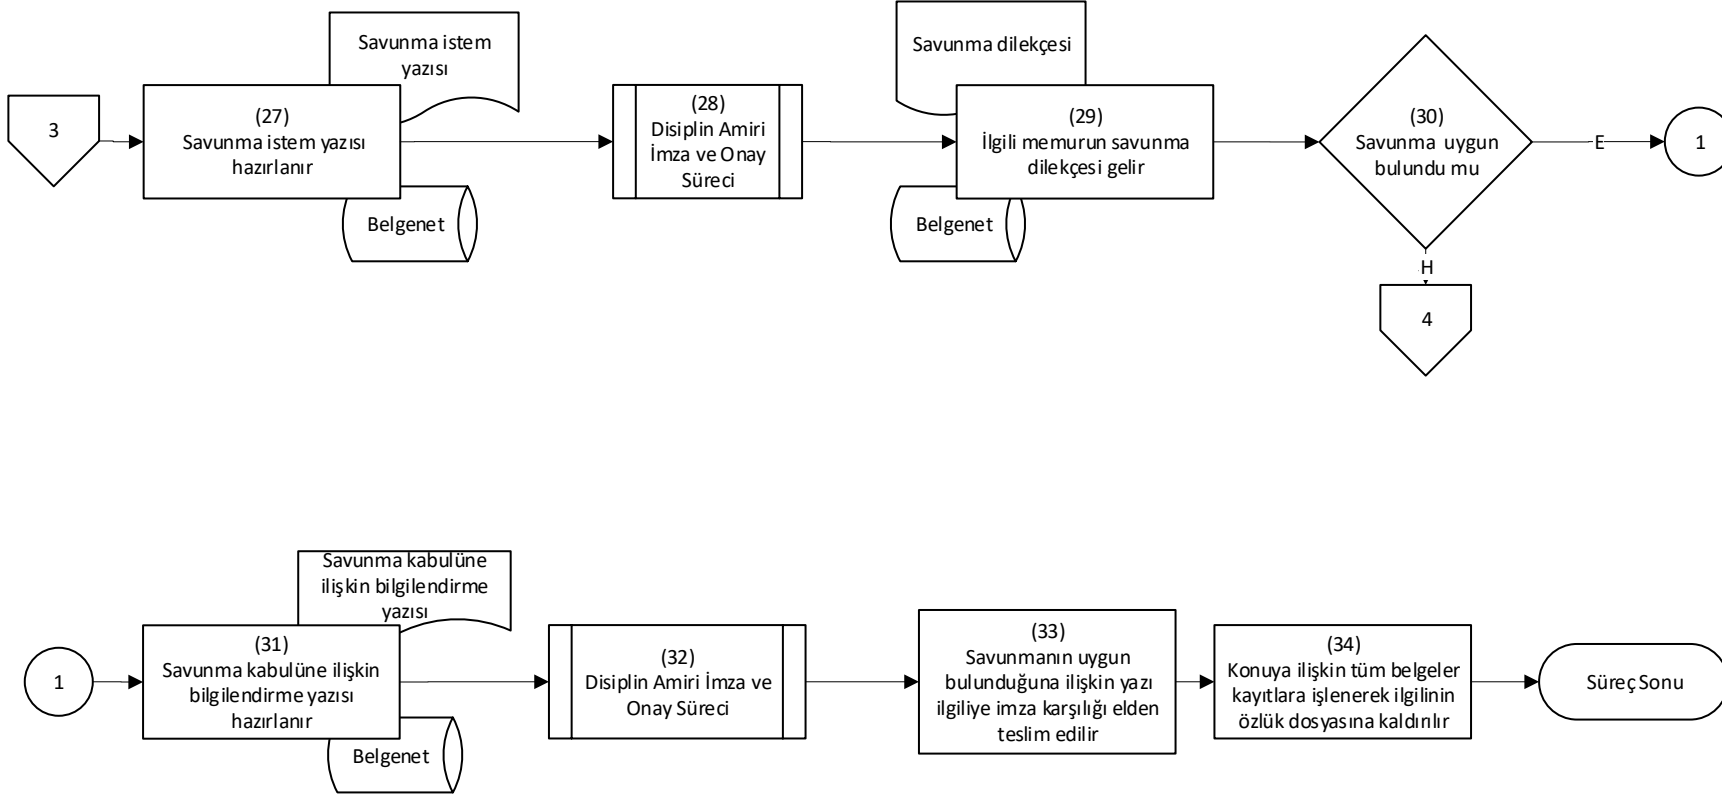 3
Savunma istem
yazısı
(27)
Savunma istem yazısı
hazırlanır
Belgenet
(28)
Disiplin Amiri
İmza ve Onay
Süreci
Savunma dilekçesi
(29)
İlgili memurun savunma
dilekçesi gelir
Belgenet
(30)
Savunma uygun
bulundu mu
E
1
H
4
1
Savunma kabulüne
ilişkin bilgilendirme
yazısı
(31)
Savunma kabulüne ilişkin
bilgilendirme yazısı
hazırlanır
Belgenet
(32)
Disiplin Amiri İmza ve
Onay Süreci
(33)
Savunmanın uygun
bulunduğuna ilişkin yazı
ilgiliye imza karşılığı elden
teslim edilir
(34)
Konuya ilişkin tüm belgeler
kayıtlara işlenerek ilgilinin
özlük dosyasına kaldırılır
Süreç Sonu